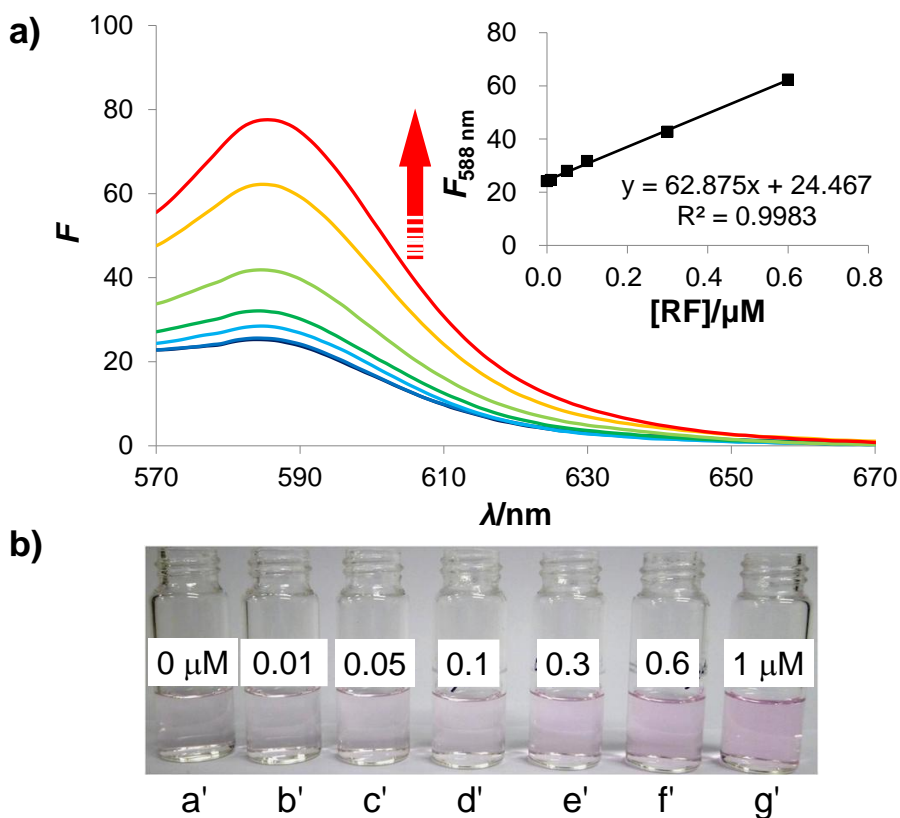 a)
100
80
60
40
20
0
F
570
590
610
630
650
670
λ/nm
80
60
40
20
0
F588 nm
y = 62.875x + 24.467
R² = 0.9983
0.0
0.2
0.4
0.6
0.8
[RF]/µM
b)
0 µM
0.01
0.05
0.1
0.3
0.6
1 µM
a'
b'
c'
d'
e'
f'
g'